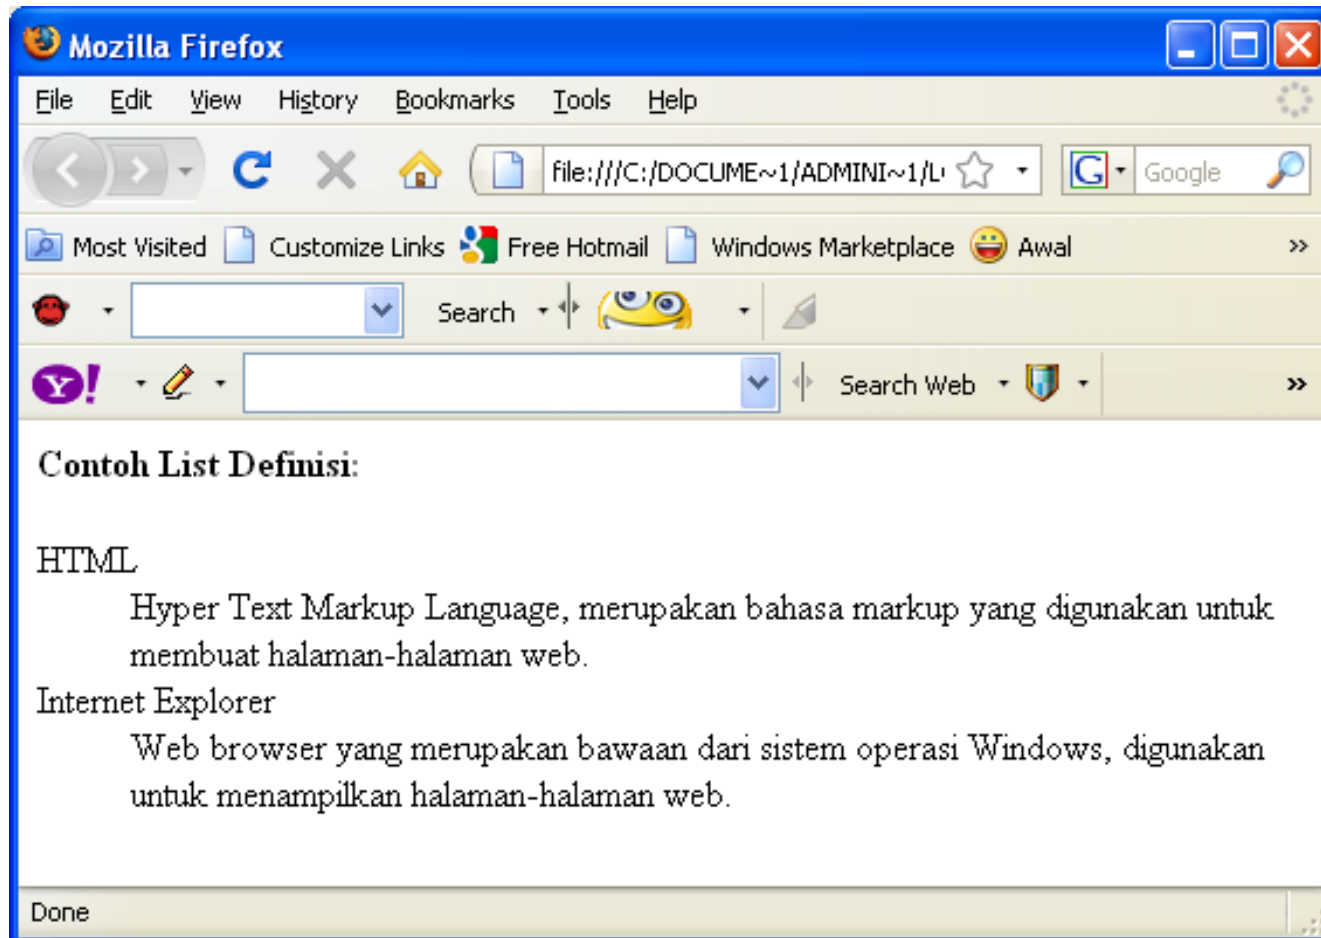 Mozilla Firefox
File Edit View History Bookmarks Tools Help
file:///C:/DOCUME~1/ADMINI~1/L Google
Most Visited Customize Links Free Hotmail Windows Marketplace Awal
Search
Y! Search Web
Contoh List Definisi:
HTML
Hyper Text Markup Language, merupakan bahasa markup yang digunakan untuk
membuat halaman-halaman web.
Internet Explorer
Web browser yang merupakan bawaan dari sistem operasi Windows, digunakan
untuk menampilkan halaman-halaman web.
Done